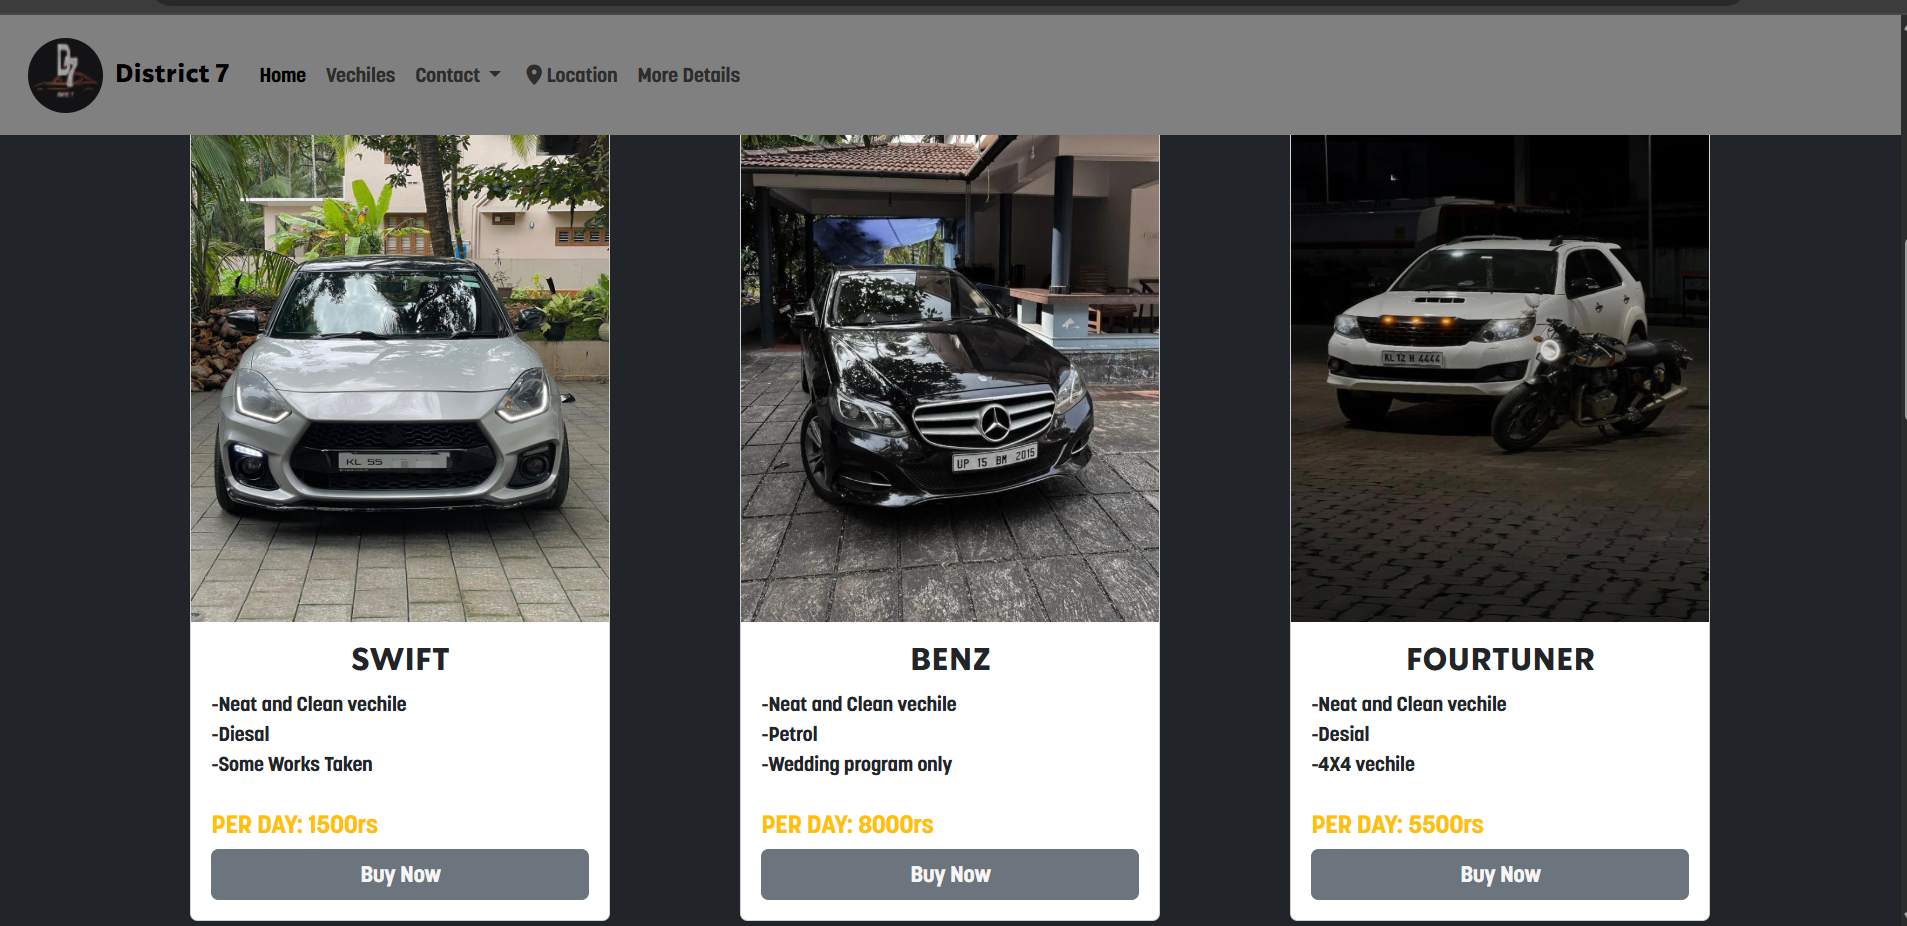 D7
District 7
Home
Vechiles
Contact
Location
More Details
KL 55
UP 15 BM 2015
KL 12 H 4444
SWIFT
-Neat and Clean vechile
-Diesal
-Some Works Taken
PER DAY: 1500rs
Buy Now
BENZ
-Neat and Clean vechile
-Petrol
-Wedding program only
PER DAY: 8000rs
Buy Now
FOURTUNER
-Neat and Clean vechile
-Desial
-4X4 vechile
PER DAY: 5500rs
Buy Now